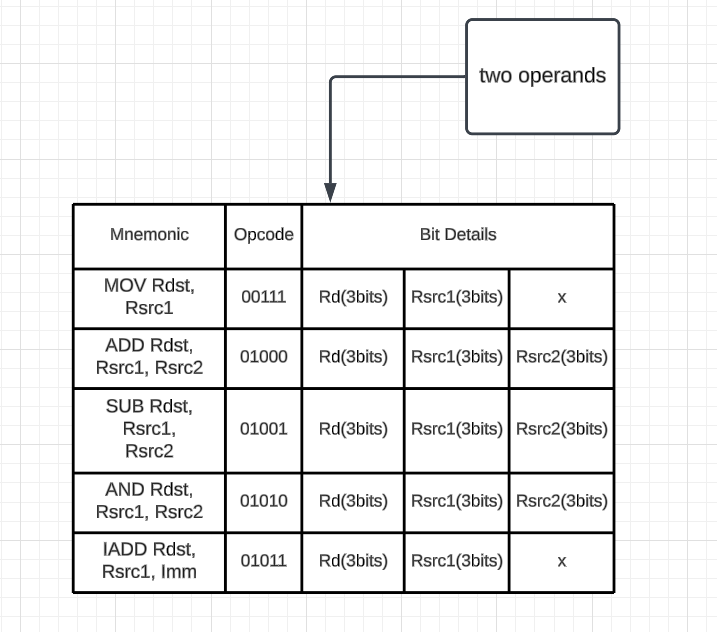 two operands
Mnemonic
Opcode
Bit Details
MOV Rdst,
Rsrc1
00111
Rd(3bits)
Rsrc1(3bits)
x
ADD Rdst,
Rsrc1, Rsrc2
01000
Rd(3bits)
Rsrc1(3bits)
Rsrc2(3bits)
SUB Rdst,
Rsrc1,
Rsrc2
01001
Rd(3bits)
Rsrc1(3bits)
Rsrc2(3bits)
AND Rdst,
Rsrc1, Rsrc2
01010
Rd(3bits)
Rsrc1(3bits)
Rsrc2(3bits)
IADD Rdst,
Rsrc1, Imm
01011
Rd(3bits)
Rsrc1(3bits)
x